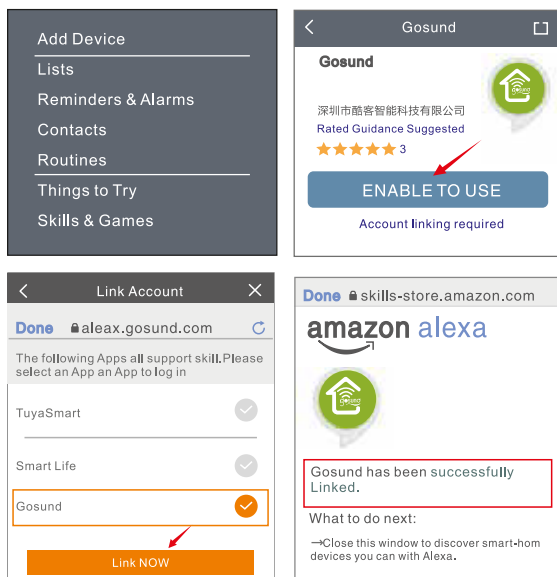 Add Device
Lists
Reminders & Alarms
Contacts
Routines
Things to Try
Skills & Games
Gosund
Gosund
gosund
深圳市酷客智能科技有限公司
Rated Guidance Suggested
3
ENABLE TO USE
Account linking required
Link Account
Done aleax.gosund.com
The following Apps all support skill.Please
select an App an App to log in
TuyaSmart
Smart Life
Gosund
Link NOW
Done skills-store.amazon.com
amazon alexa
gosund
Gosund has been successfully
Linked.
What to do next:
→Close this window to discover smart-hom
devices you can with Alexa.